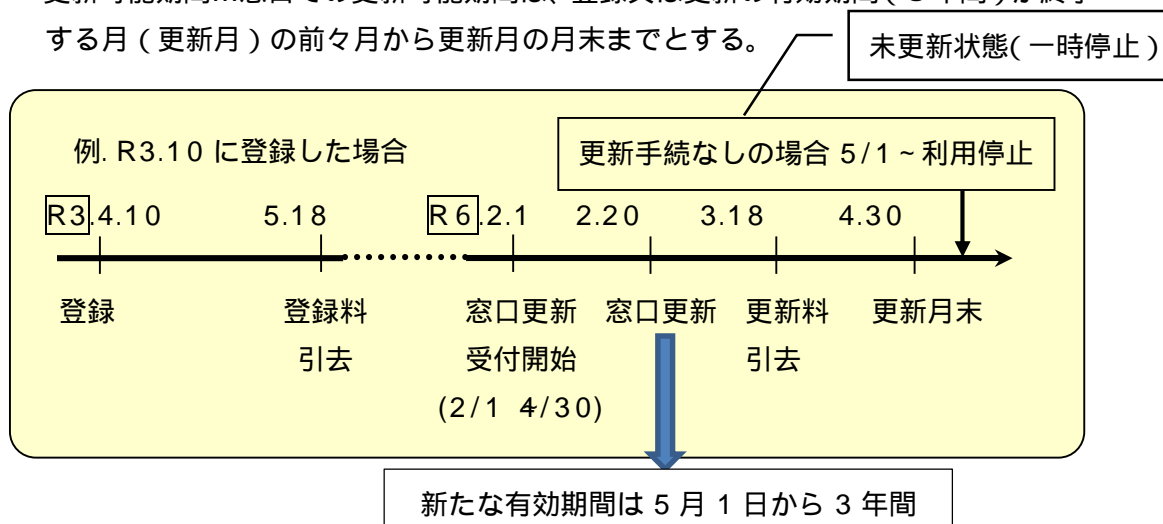 する月(更新月)の前々月から更新月の月末までとする。
未更新状態(一時停止)
例. R3.10 に登録した場合
更新手続なしの場合 5/1~利用停止
R3.4.10 5.18 R6.2.1 2.20 3.18 4.30
登録 登録料 窓口更新 窓口更新 更新料 更新月末
引去 受付開始 引去
(2/1 4/30)
新たな有効期間は 5 月 1 日から 3 年間